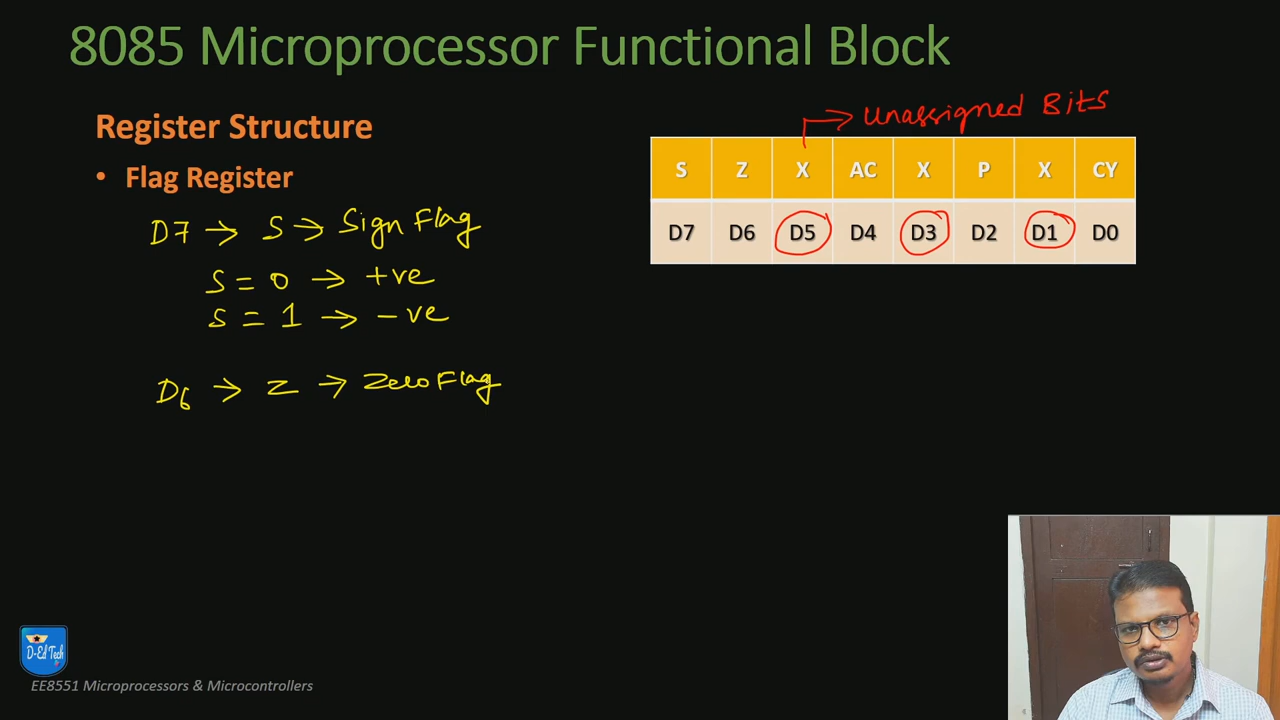 8085 Microprocessor Functional Block
Register Structure
• Flag Register
D7 → S → Sign Flag
S = 0 → +ve
S = 1 → -ve
D6 → Z → Zero Flag
→ Unassigned Bits
S Z X AC X P X CY
D7 D6 D5 D4 D3 D2 D1 D0
D-Ed Tech
EE8551 Microprocessors & Microcontrollers